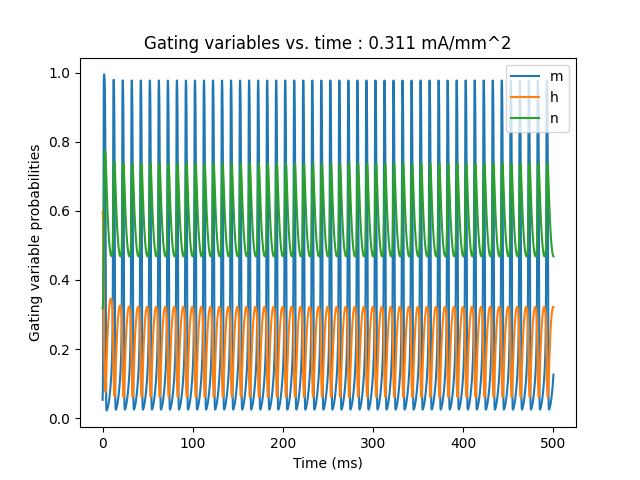 Gating variables vs. time : 0.311 mA/mm^2
1.0
0.8
0.6
0.4
0.2
0.0
Gating variable probabilities
m
h
n
0
100
200
300
400
500
Time (ms)